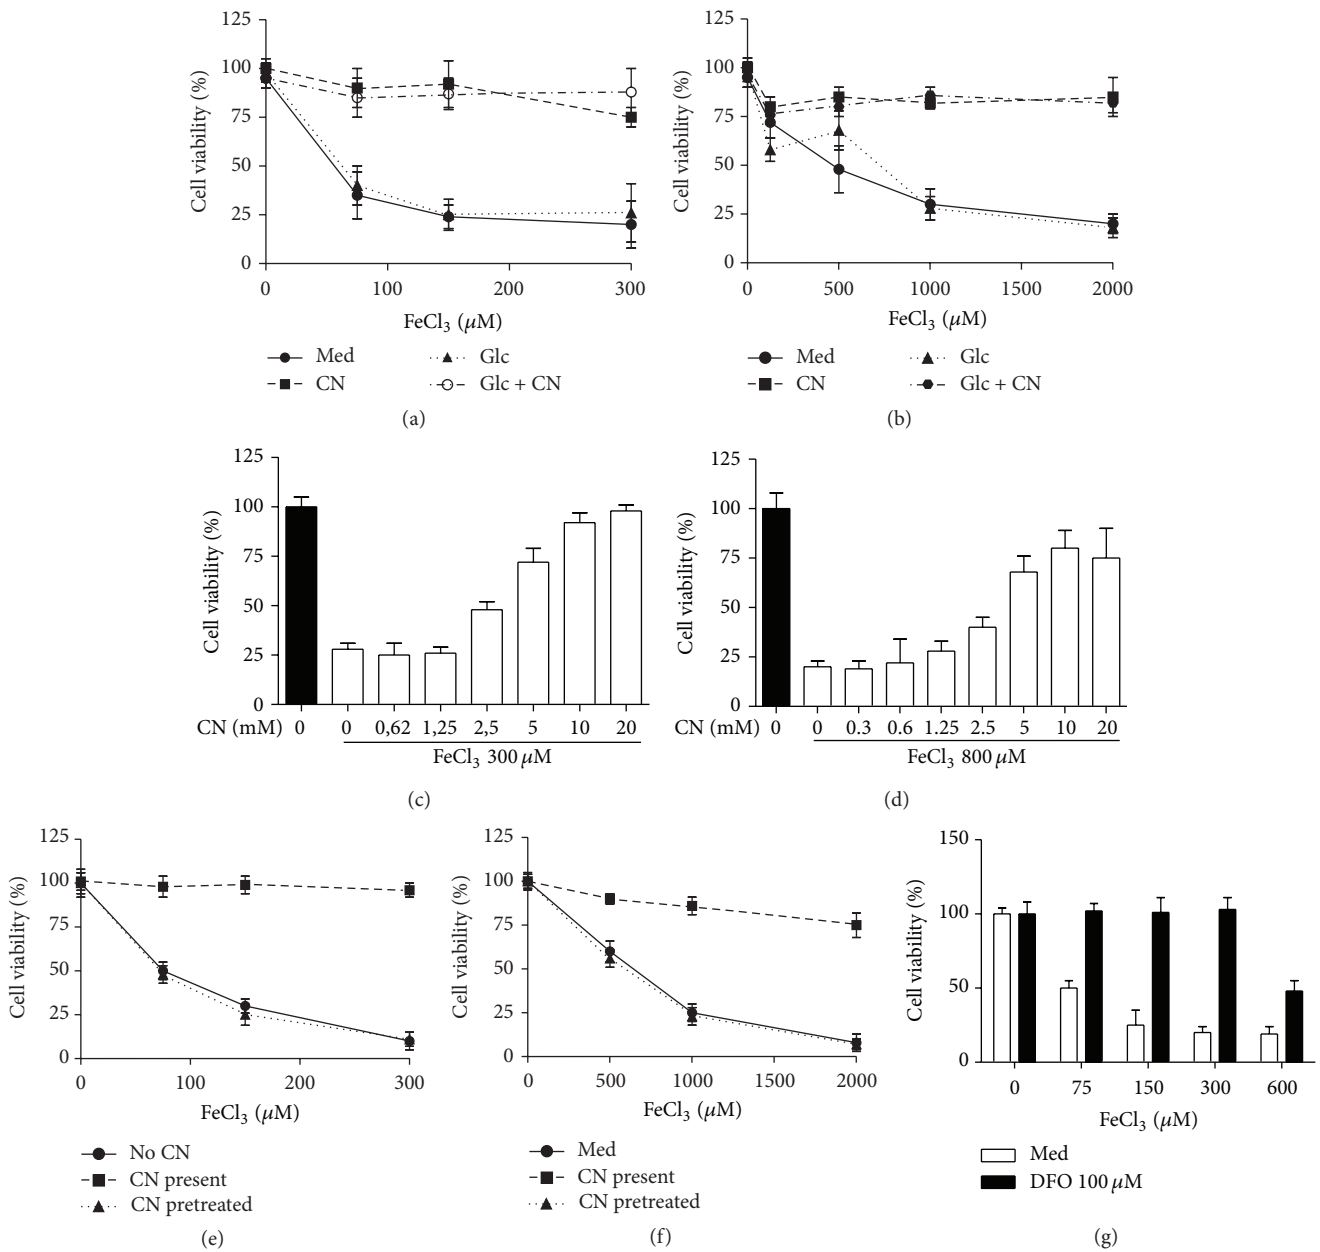 125
100
75
50
25
0
Cell viability (%)
0 100 200 300
FeCl3 (μM)
Med
CN
Glc
Glc + CN
(a)
125
100
75
50
25
0
Cell viability (%)
0 500 1000 1500 2000
FeCl3 (μM)
Med
CN
Glc
Glc + CN
(b)
125
100
75
50
25
0
Cell viability (%)
CN (mM) 0 0 0,62 1,25 2,5 5 10 20
FeCl3 300 μM
(c)
125
100
75
50
25
0
Cell viability (%)
CN (mM) 0 0 0.3 0.6 1.25 2.5 5 10 20
FeCl3 800 μM
(d)
125
100
75
50
25
0
Cell viability (%)
0 100 200 300
FeCl3 (μM)
No CN
CN present
CN pretreated
(e)
125
100
75
50
25
0
Cell viability (%)
0 500 1000 1500 2000
FeCl3 (μM)
Med
CN present
CN pretreated
(f)
150
100
50
0
Cell viability (%)
0 75 150 300 600
FeCl3 (μM)
Med
DFO 100 μM
(g)